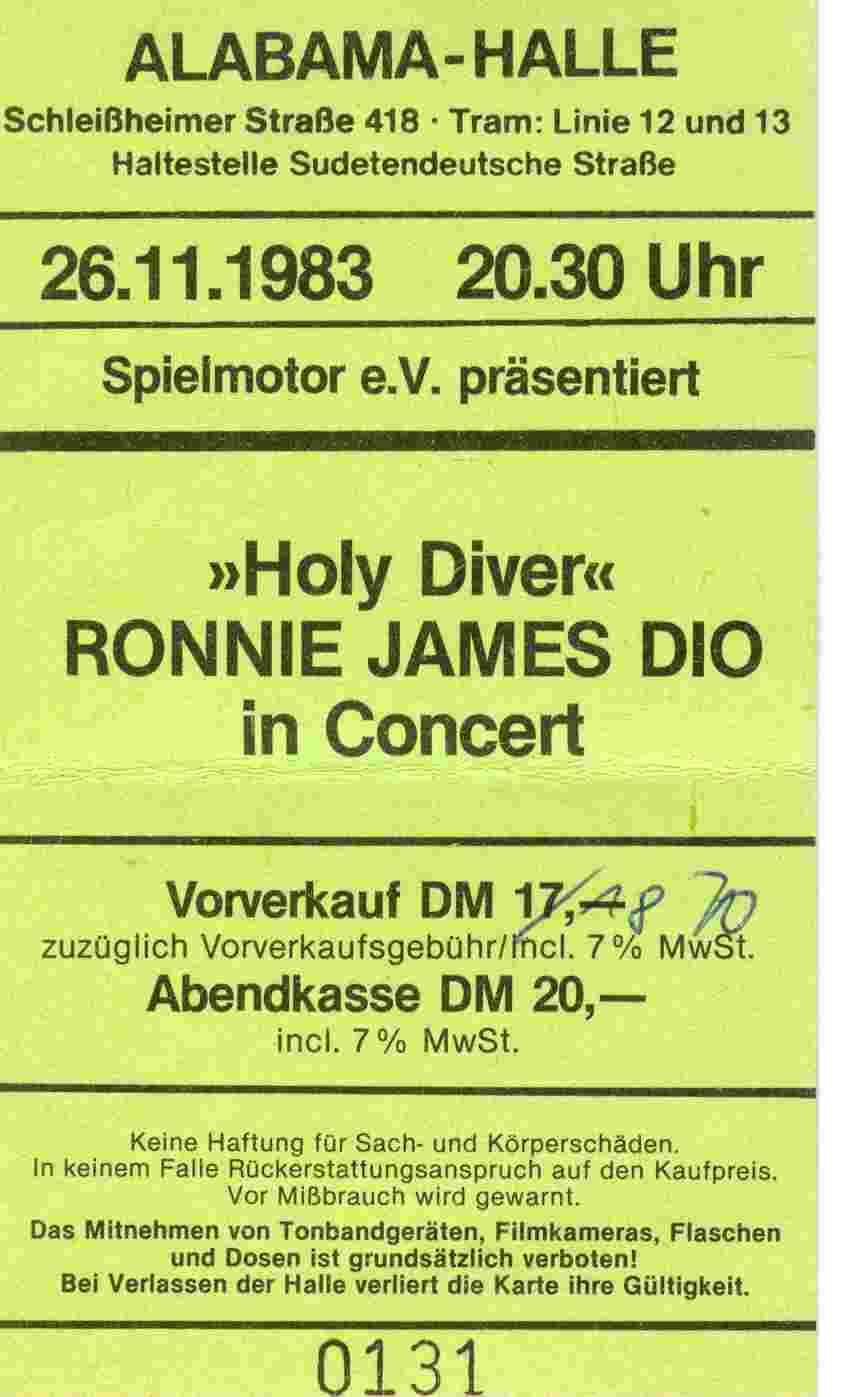 ALABAMA-HALLE
Schleißheimer Straße 418 · Tram: Linie 12 und 13
Haltestelle Sudetendeutsche Straße
26.11.1983 20.30 Uhr
Spielmotor e.V. präsentiert
»Holy Diver«
RONNIE JAMES DIO
in Concert
Vorverkauf DM 17,— 18 70
zuzüglich Vorverkaufsgebühr/incl. 7% MwSt.
Abendkasse DM 20,—
incl. 7% MwSt.
Keine Haftung für Sach- und Körperschäden.
In keinem Falle Rückerstattungsanspruch auf den Kaufpreis.
Vor Mißbrauch wird gewarnt.
Das Mitnehmen von Tonbandgeräten, Filmkameras, Flaschen
und Dosen ist grundsätzlich verboten!
Bei Verlassen der Halle verliert die Karte ihre Gültigkeit.
0131